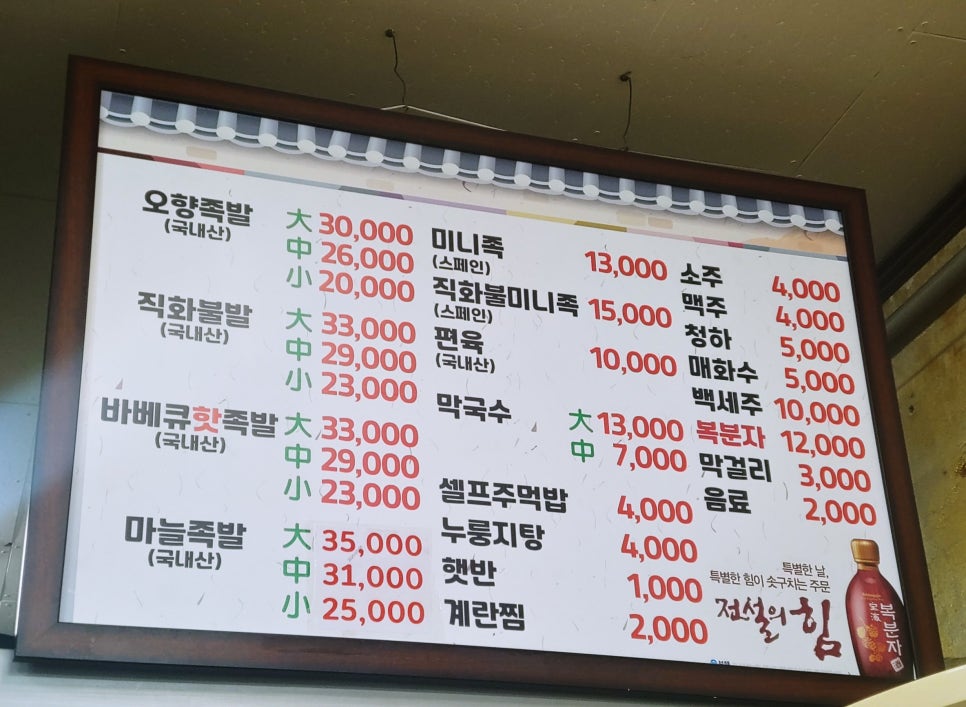 오향족발
(국내산)
大 30,000
中 26,000
小 20,000
직화불발
(국내산)
大 33,000
中 29,000
小 23,000
바베큐핫족발
(국내산)
大 33,000
中 29,000
小 23,000
마늘족발
(국내산)
大 35,000
中 31,000
小 25,000
미니족 13,000
(스페인)
직화불미니족 15,000
(스페인)
편육 10,000
(국내산)
막국수 大 13,000
中 7,000
셀프주먹밥 4,000
누룽지탕 4,000
햇반 1,000
계란찜 2,000
소주 4,000
맥주 4,000
청하 5,000
매화수 5,000
백세주 10,000
복분자 12,000
막걸리 3,000
음료 2,000
특별한 날,
특별한 힘이 솟구치는 주문
전설의 힘
복분자